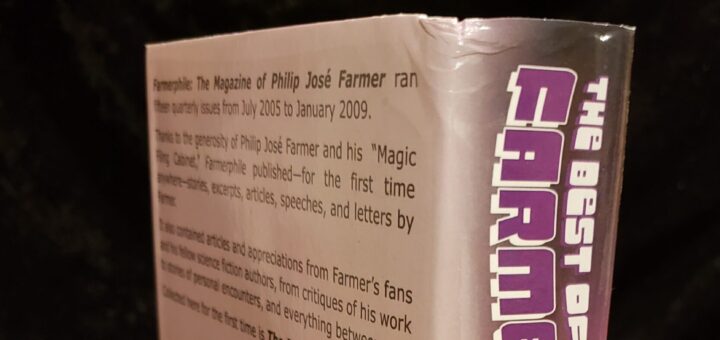 Farmerphile: The Magazine of Philip José Farmer ran
fifteen quarterly issues from July 2005 to January 2009.
Thanks to the generosity of Philip José Farmer and his "Magic
Filing Cabinet," Farmerphile published—for the first time
anywhere—stories, excerpts, articles, speeches, and letters by
Farmer.
It also contained articles and appreciations from Farmer's fans
and his fellow science fiction authors, from critiques of his work
to stories of personal encounters, and everything
Collected here for the first time is The
THE BEST OF
FARM